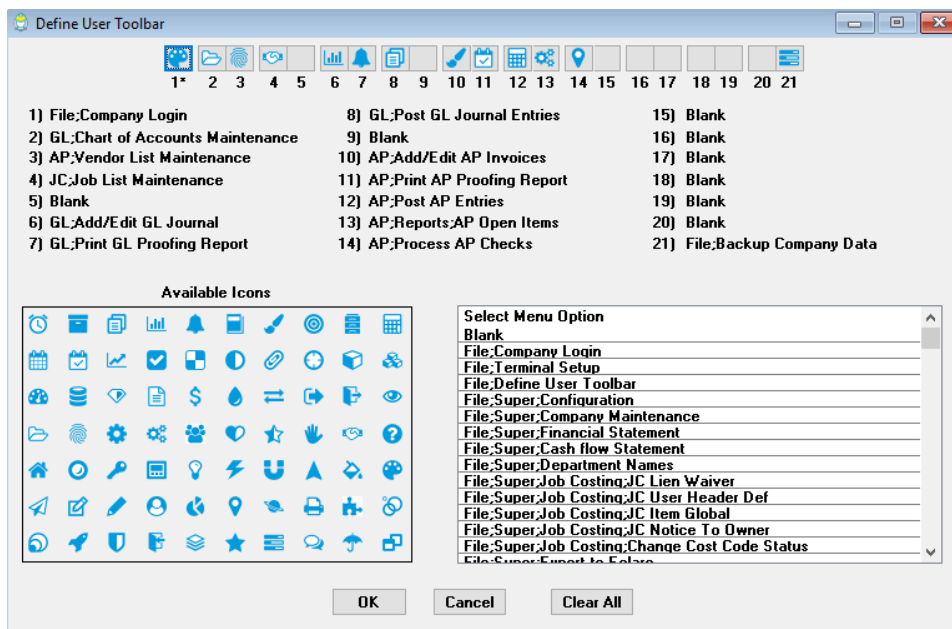 Define User Toolbar
1* 2 3 4 5 6 7 8 9 10 11 12 13 14 15 16 17 18 19 20 21
1) File;Company Login
2) GL;Chart of Accounts Maintenance
3) AP;Vendor List Maintenance
4) JC;Job List Maintenance
5) Blank
6) GL;Add/Edit GL Journal
7) GL;Print GL Proofing Report
8) GL;Post GL Journal Entries
9) Blank
10) AP;Add/Edit AP Invoices
11) AP;Print AP Proofing Report
12) AP;Post AP Entries
13) AP;Reports;AP Open Items
14) AP;Process AP Checks
15) Blank
16) Blank
17) Blank
18) Blank
19) Blank
20) Blank
21) File;Backup Company Data
Available Icons
Select Menu Option
Blank
File;Company Login
File;Terminal Setup
File;Define User Toolbar
File;Super;Configuration
File;Super;Company Maintenance
File;Super;Financial Statement
File;Super;Cash flow Statement
File;Super;Department Names
File;Super;Job Costing;JC Lien Waiver
File;Super;Job Costing;JC User Header Def
File;Super;Job Costing;JC Item Global
File;Super;Job Costing;JC Notice To Owner
File;Super;Job Costing;Change Cost Code Status
File;Super;Export to
OK Cancel Clear All